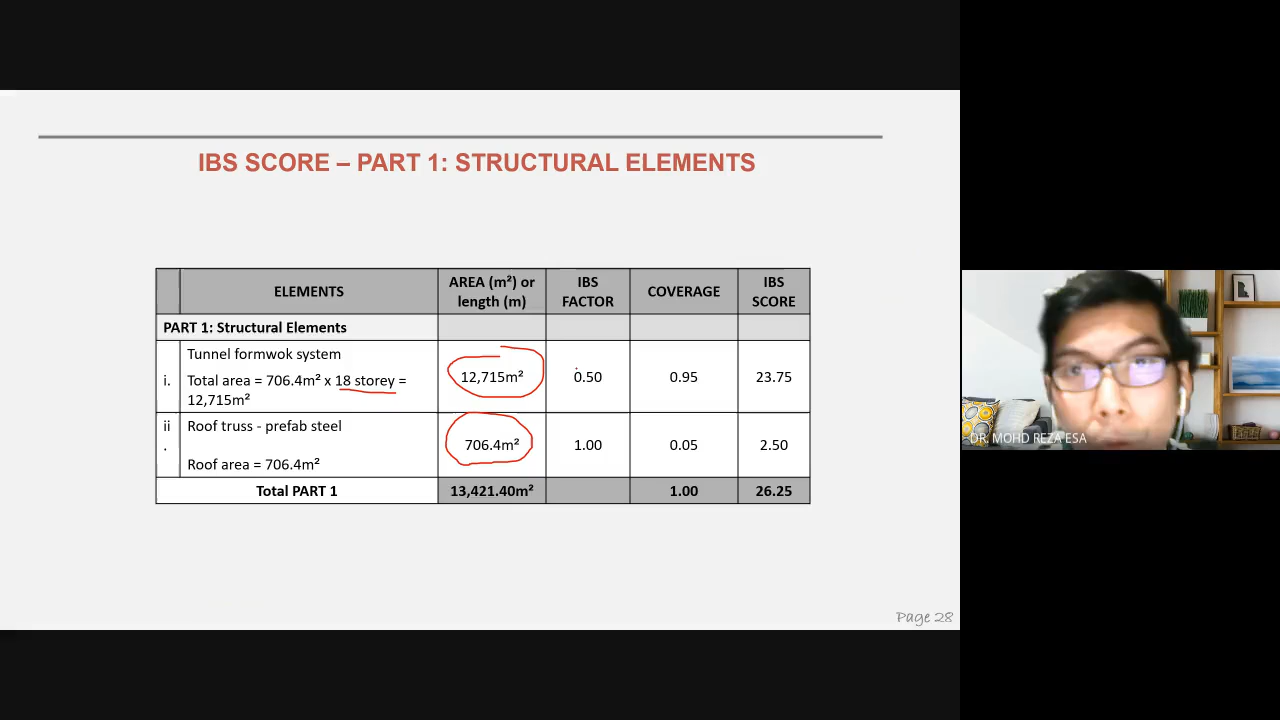 IBS SCORE – PART 1: STRUCTURAL ELEMENTS
ELEMENTS
AREA (m²) or
length (m)
IBS
FACTOR
COVERAGE
IBS
SCORE
PART 1: Structural Elements
i.
Tunnel formwok system
Total area = 706.4m² x 18 storey =
12,715m²
12,715m²
0.50
0.95
23.75
ii
.
Roof truss - prefab steel
Roof area = 706.4m²
706.4m²
1.00
0.05
2.50
Total PART 1
13,421.40m²
1.00
26.25
Page 28
DR. MOHD REZA ESA